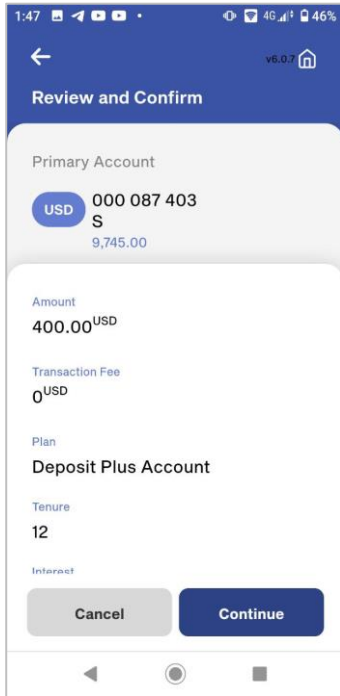 1:47 4G 46%
v6.0.7
Review and Confirm
Primary Account
USD 000 087 403
S
9,745.00
Amount
400.00USD
Transaction Fee
0USD
Plan
Deposit Plus Account
Tenure
12
Interest
Cancel Continue